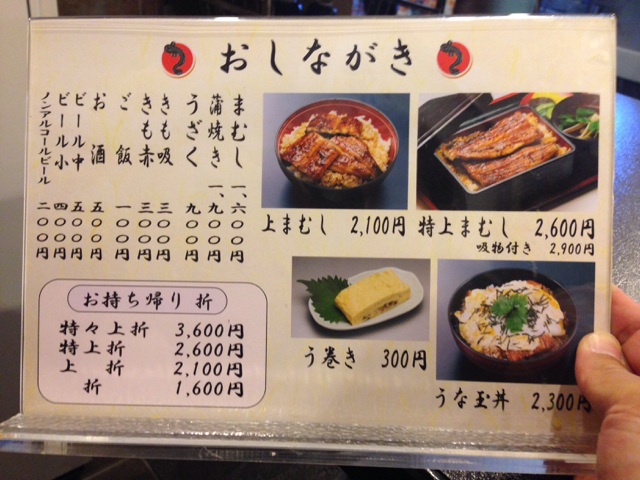 おしながき
まむし 一、六〇〇円
蒲焼き 一、九〇〇円
うざく 九〇〇円
きも吸 三〇〇円
きも赤 三〇〇円
ご飯 一〇〇円
お酒 五〇〇円
ビール中 五〇〇円
ビール小 四〇〇円
ノンアルコールビール 二〇〇円
上まむし 2,100円
特上まむし 2,600円
吸物付き 2,900円
う巻き 300円
うな玉丼 2,300円
お持ち帰り 折
特々上折 3,600円
特上折 2,600円
上 折 2,100円
折 1,600円